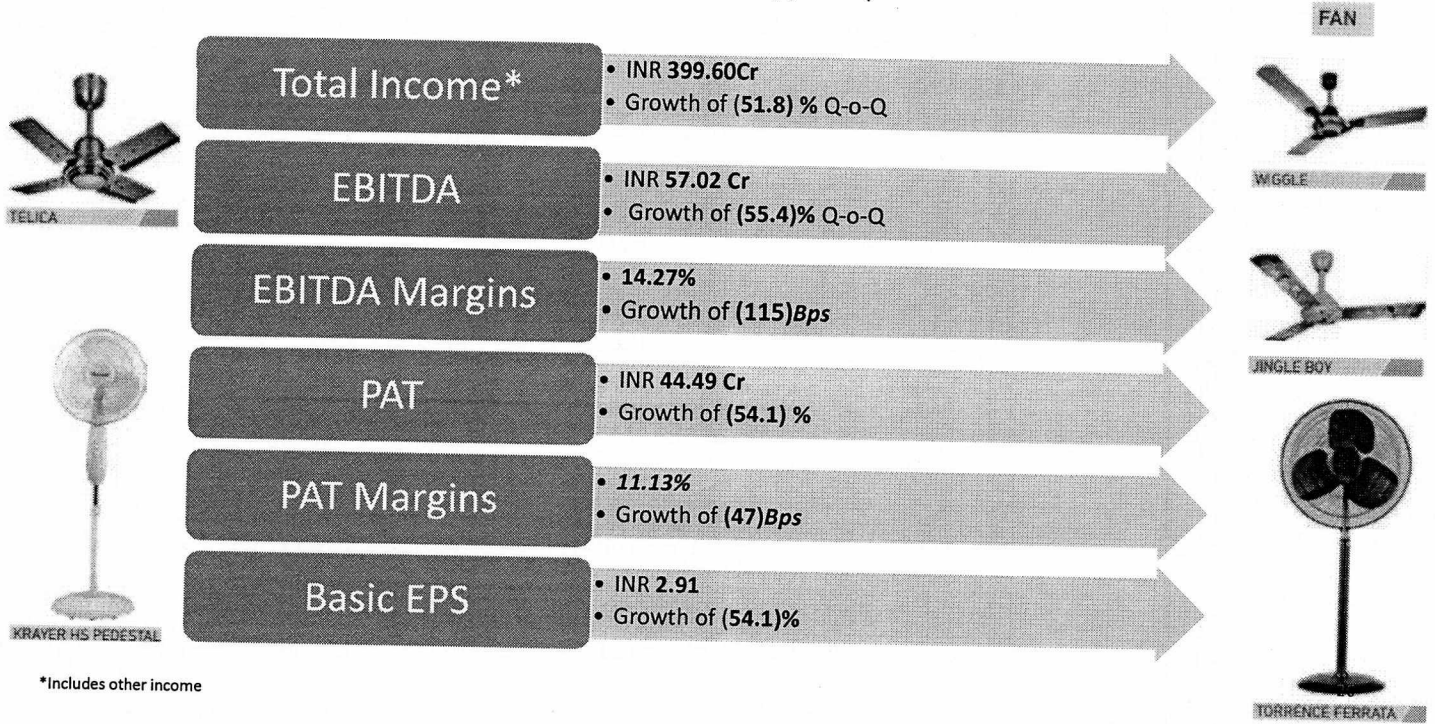 FAN
Total Income*
• INR 399.60Cr
• Growth of (51.8) % Q-o-Q
EBITDA
• INR 57.02 Cr
• Growth of (55.4)% Q-o-Q
EBITDA Margins
• 14.27%
• Growth of (115)Bps
PAT
• INR 44.49 Cr
• Growth of (54.1) %
PAT Margins
• 11.13%
• Growth of (47)Bps
Basic EPS
• INR 2.91
• Growth of (54.1)%
TELICA
KRAYER HS PEDESTAL
WIGGLE
JINGLE BOY
TORRENCE FERRATA
*Includes other income